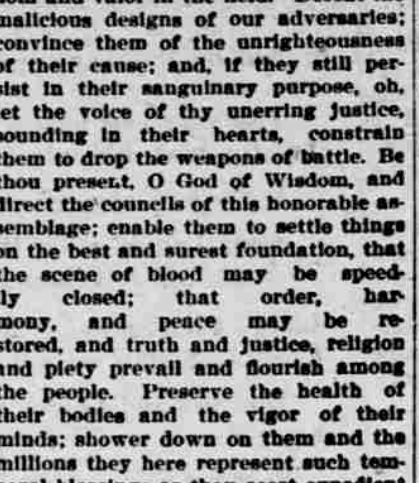 malicious designs of our adversaries;
convince them of the unrighteousness
of their cause; and, if they still per-
sist in their sanguinary purpose, oh,
let the voice of thy unerring justice,
sounding in their hearts, constrain
them to drop the weapons of battle. Be
thou present, O God of Wisdom, and
direct the councils of this honorable as-
semblage; enable them to settle things
on the best and surest foundation, that
the scene of blood may be speed-
ily closed; that order, har-
mony, and peace may be re-
stored, and truth and justice, religion
and piety prevail and flourish among
the people. Preserve the health of
their bodies and the vigor of their
minds; shower down on them and the
millions they here represent such tem-